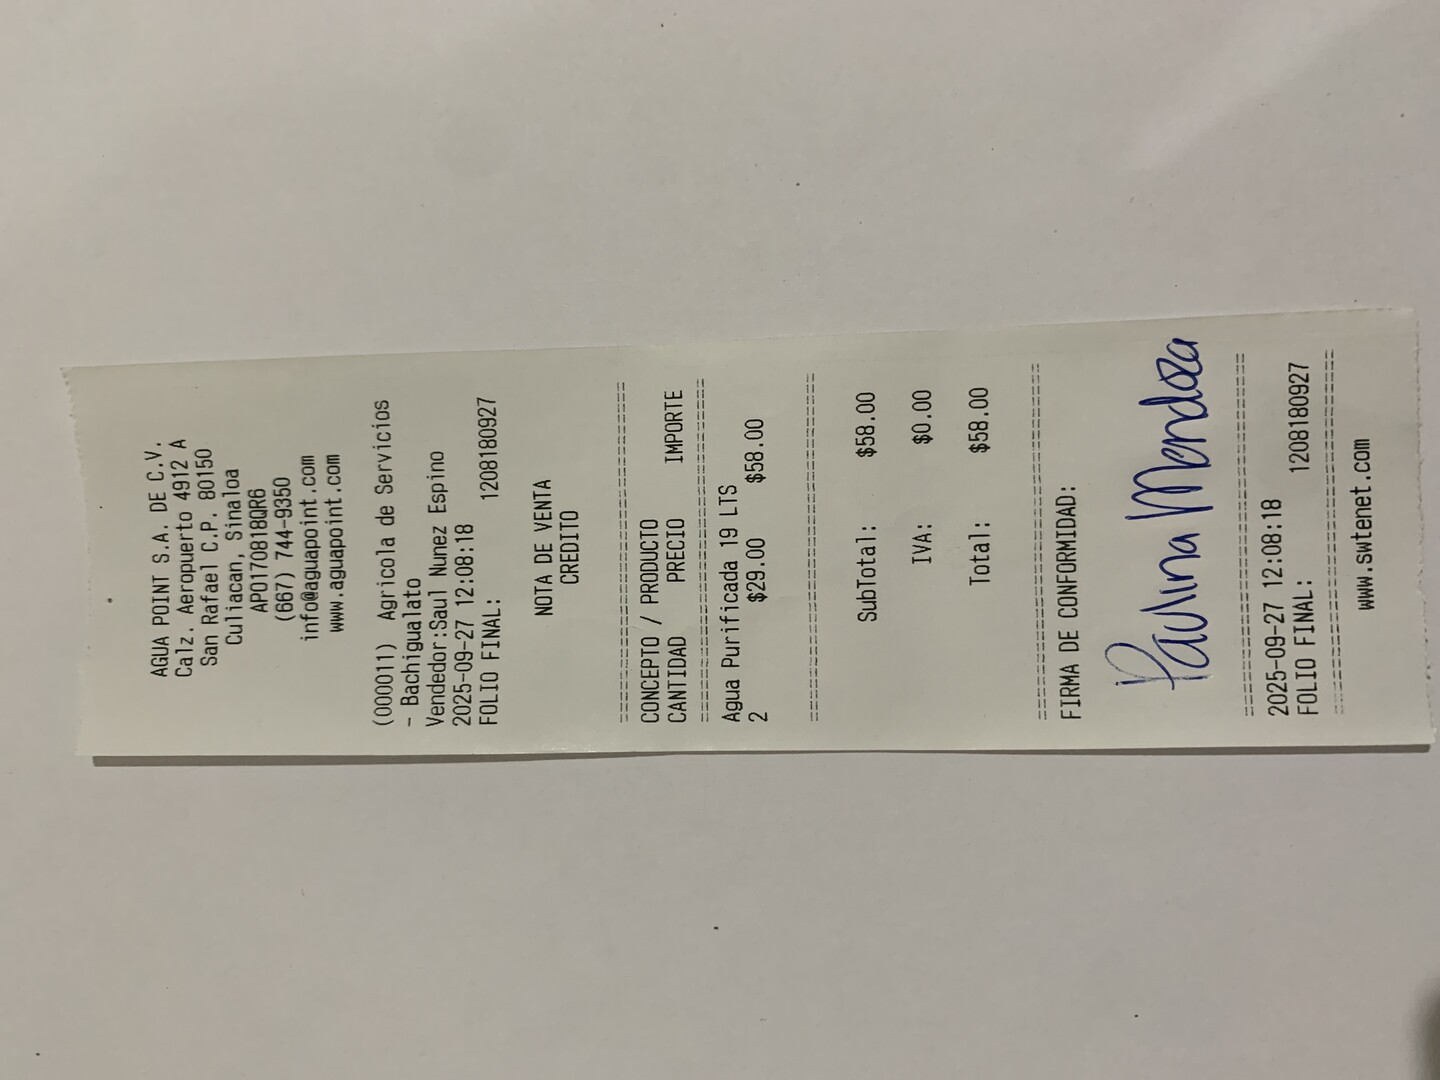 AGUA POINT S.A. DE C.V.
Calz. Aeropuerto 4912 A
San Rafael C.P. 80150
Culiacan, Sinaloa
APO170818QR6
(667) 744-9350
info@aguapoint.com
www.aguapoint.com
(000011) Agricola de Servicios
- Bachigualato
Vendedor:Saul Nunez Espino
2025-09-27 12:08:18
FOLIO FINAL: 1208180927
NOTA DE VENTA
CREDITO
CONCEPTO / PRODUCTO
CANTIDAD PRECIO IMPORTE
Agua Purificada 19 LTS
2 $29.00 $58.00
SubTotal: $58.00
IVA: $0.00
Total: $58.00
FIRMA DE CONFORMIDAD:
Paulina Mendoza
2025-09-27 12:08:18
FOLIO FINAL: 1208180927
www.swtenet.com